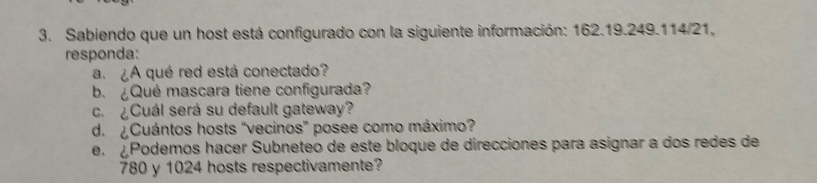 3. Sabiendo que un host está configurado con la siguiente información: 162.19.249.114/21,
responda:
a. ¿A qué red está conectado?
b. ¿Qué mascara tiene configurada?
c. ¿Cuál será su default gateway?
d. ¿Cuántos hosts “vecinos” posee como máximo?
e. ¿Podemos hacer Subneteo de este bloque de direcciones para asignar a dos redes de
780 y 1024 hosts respectivamente?